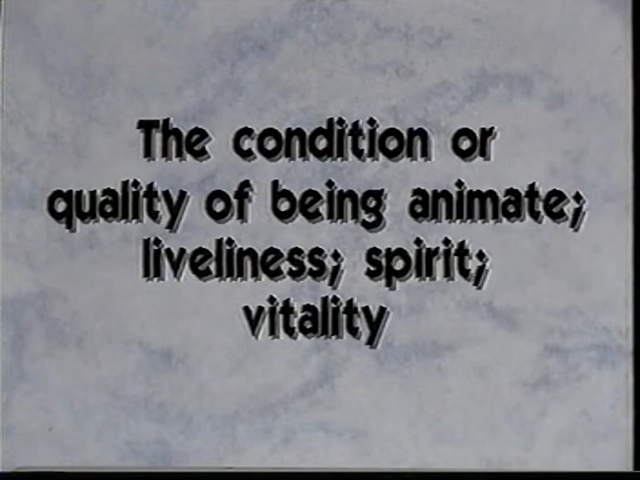 The condition or
quality of being animate;
liveliness; spirit;
vitality